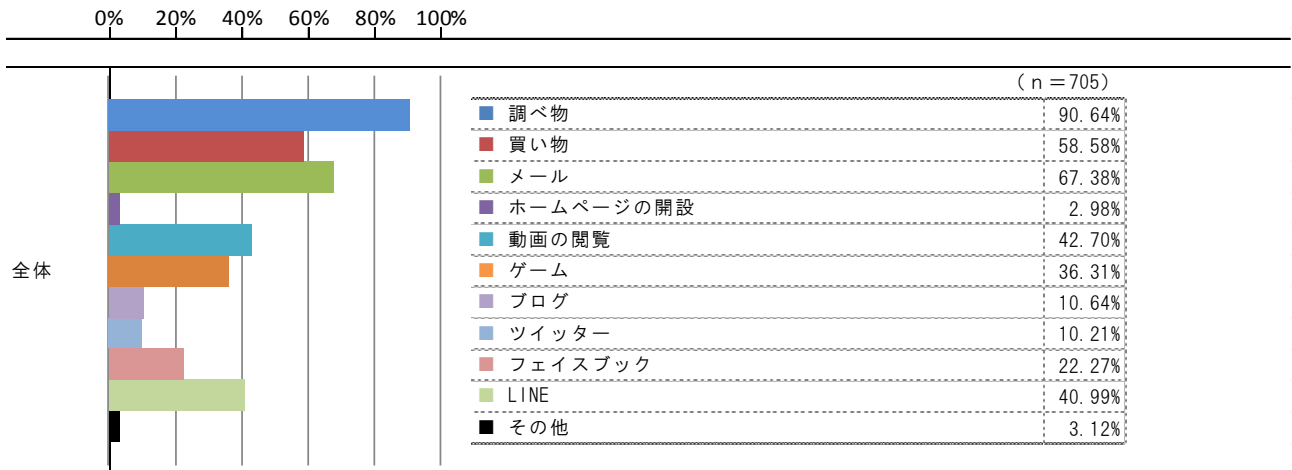 0% 20% 40% 60% 80% 100%
(n=705)
調べ物 90.64%
買い物 58.58%
メール 67.38%
ホームページの開設 2.98%
動画の閲覧 42.70%
全体
ゲーム 36.31%
ブログ 10.64%
ツイッター 10.21%
フェイスブック 22.27%
LINE 40.99%
その他 3.12%